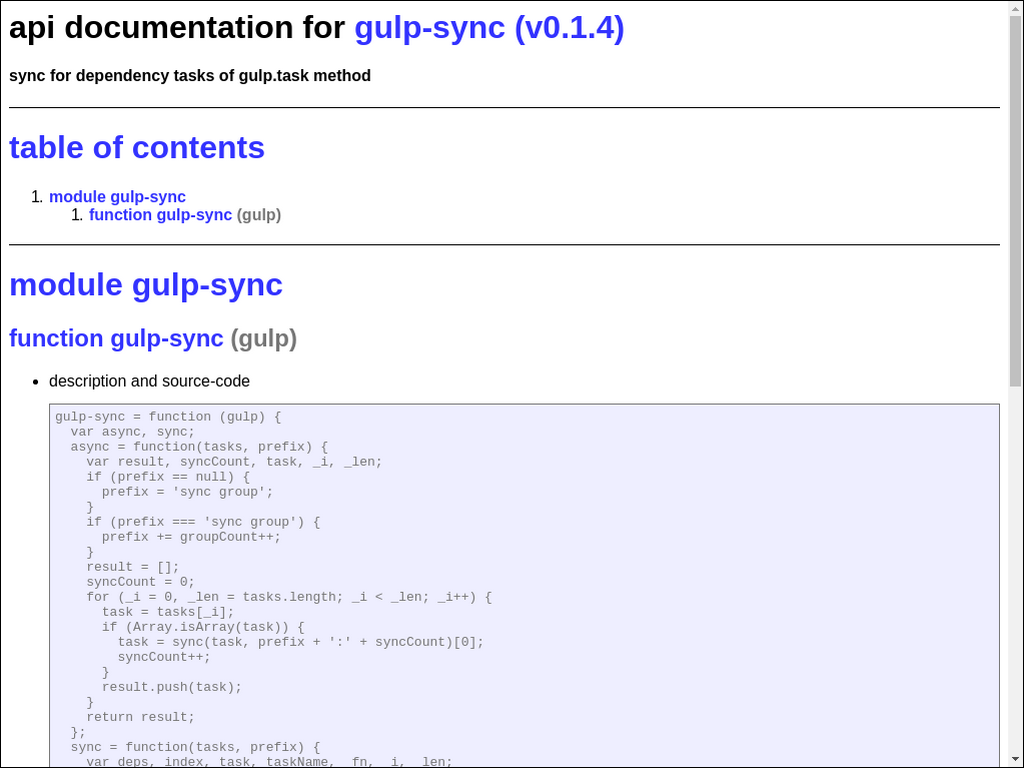 api documentation for gulp-sync (v0.1.4)
sync for dependency tasks of gulp.task method
table of contents
1. module gulp-sync
1. function gulp-sync (gulp)
module gulp-sync
function gulp-sync (gulp)
• description and source-code
gulp-sync = function (gulp) {
  var async, sync;
  async = function(tasks, prefix) {
    var result, syncCount, task, _i, _len;
    if (prefix == null) {
      prefix = 'sync group';
    }
    if (prefix === 'sync group') {
      prefix += groupCount++;
    }
    result = [];
    syncCount = 0;
    for (_i = 0, _len = tasks.length; _i < _len; _i++) {
      task = tasks[_i];
      if (Array.isArray(task)) {
        task = sync(task, prefix + ':' + syncCount)[0];
        syncCount++;
      }
      result.push(task);
    }
    return result;
  };
  sync = function(tasks, prefix) {
    var deps, index, task, taskName, _fn, _i, _len;